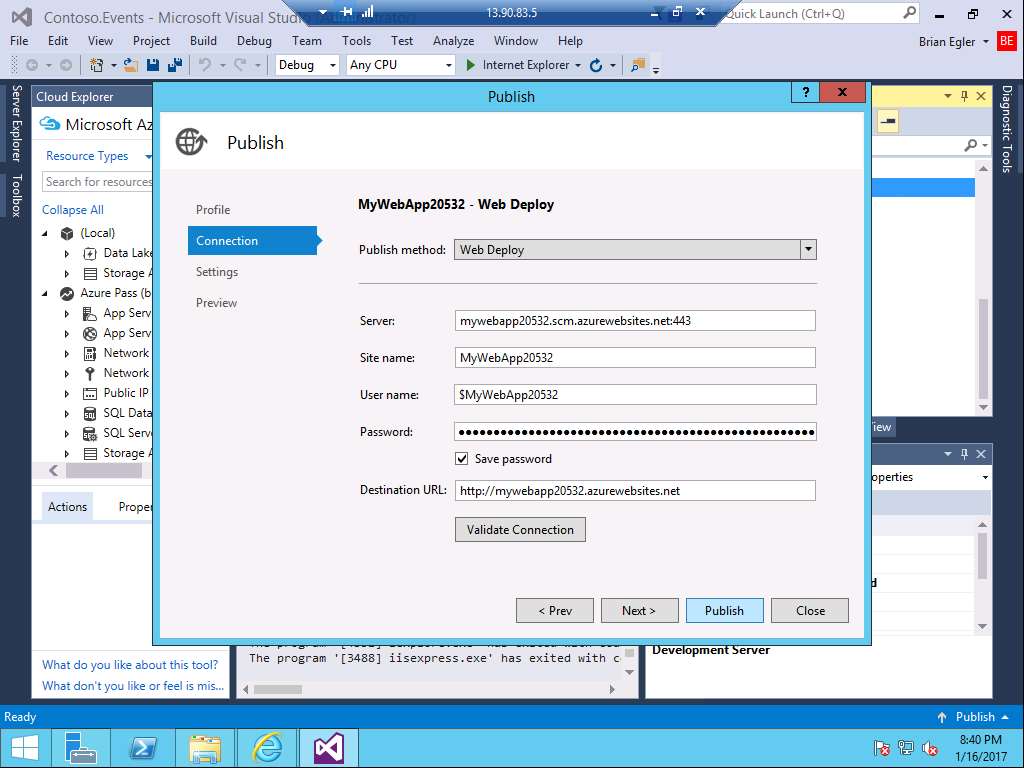 Contoso.Events - Microsoft Visual Studio
13.90.83.5
Quick Launch (Ctrl+Q)
File Edit View Project Build Debug Team Tools Test Analyze Window Help
Brian Egler
BE
Debug
Any CPU
Internet Explorer
Server Explorer
Toolbox
Cloud Explorer
Microsoft Az
Resource Types
Search for resources
Collapse All
(Local)
Data Lake
Storage A
Azure Pass (b
App Serv
App Serv
Network
Network
Public IP
SQL Data
SQL Serv
Storage A
Actions
Proper
What do you like about this tool?
What don't you like or feel is mis...
Publish
?
X
Publish
Profile
Connection
Settings
Preview
MyWebApp20532 - Web Deploy
Publish method:
Web Deploy
Server:
mywebapp20532.scm.azurewebsites.net:443
Site name:
MyWebApp20532
User name:
$MyWebApp20532
Password:
••••••••••••••••••••••••••••••••••••••••••••••••••••
Save password
Destination URL:
http://mywebapp20532.azurewebsites.net
Validate Connection
< Prev
Next >
Publish
Close
Diagnostic Tools
iew
operties
d
The program '[3488] iisexpress.exe' has exited with c
Development Server
Ready
Publish
8:40 PM
1/16/2017